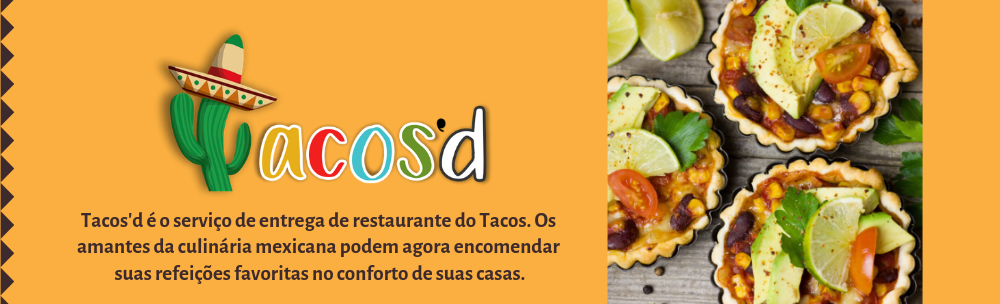 Tacos'd
Tacos'd é o serviço de entrega de restaurante do Tacos. Os
amantes da culinária mexicana podem agora encomendar
suas refeições favoritas no conforto de suas casas.